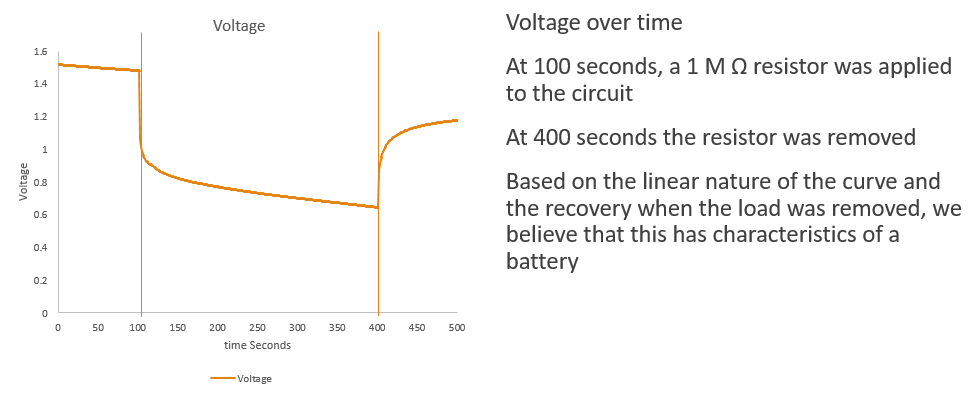 Voltage
1.6
1.4
1.2
1
0.8
0.6
0.4
0.2
0
Voltage
0 50 100 150 200 250 300 350 400 450 500
time Seconds
Voltage
Voltage over time
At 100 seconds, a 1 M Ω resistor was applied
to the circuit
At 400 seconds the resistor was removed
Based on the linear nature of the curve and
the recovery when the load was removed, we
believe that this has characteristics of a
battery